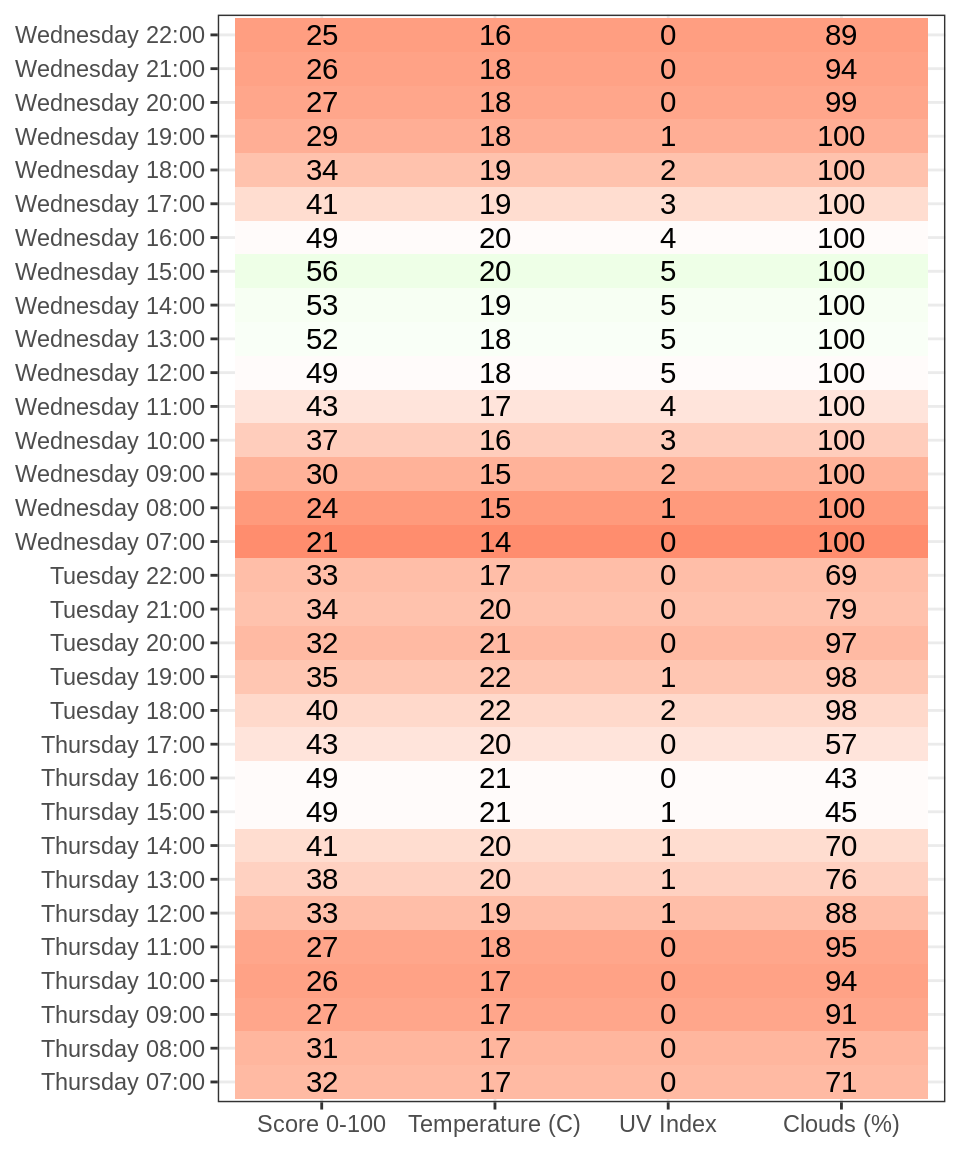 Wednesday 22:00 25 16 0 89
Wednesday 21:00 26 18 0 94
Wednesday 20:00 27 18 0 99
Wednesday 19:00 29 18 1 100
Wednesday 18:00 34 19 2 100
Wednesday 17:00 41 19 3 100
Wednesday 16:00 49 20 4 100
Wednesday 15:00 56 20 5 100
Wednesday 14:00 53 19 5 100
Wednesday 13:00 52 18 5 100
Wednesday 12:00 49 18 5 100
Wednesday 11:00 43 17 4 100
Wednesday 10:00 37 16 3 100
Wednesday 09:00 30 15 2 100
Wednesday 08:00 24 15 1 100
Wednesday 07:00 21 14 0 100
Tuesday 22:00 33 17 0 69
Tuesday 21:00 34 20 0 79
Tuesday 20:00 32 21 0 97
Tuesday 19:00 35 22 1 98
Tuesday 18:00 40 22 2 98
Thursday 17:00 43 20 0 57
Thursday 16:00 49 21 0 43
Thursday 15:00 49 21 1 45
Thursday 14:00 41 20 1 70
Thursday 13:00 38 20 1 76
Thursday 12:00 33 19 1 88
Thursday 11:00 27 18 0 95
Thursday 10:00 26 17 0 94
Thursday 09:00 27 17 0 91
Thursday 08:00 31 17 0 75
Thursday 07:00 32 17 0 71
Score 0-100 Temperature (C) UV Index Clouds (%)